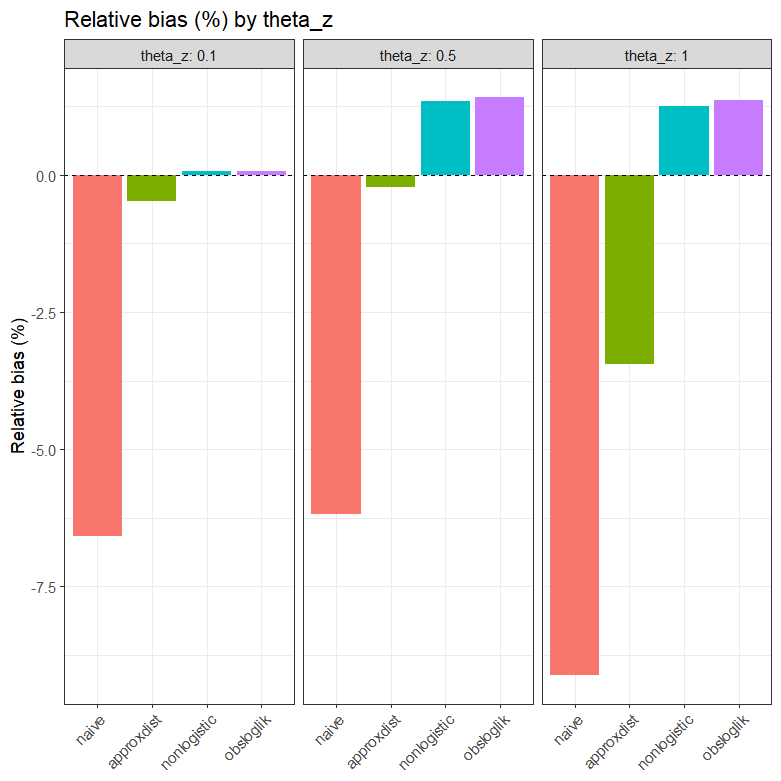 Relative bias (%) by theta_z
theta_z: 0.1
theta_z: 0.5
theta_z: 1
Relative bias (%)
0.0
-2.5
-5.0
-7.5
naive
approxdist
nonlogistic
obsloglik
naive
approxdist
nonlogistic
obsloglik
naive
approxdist
nonlogistic
obsloglik